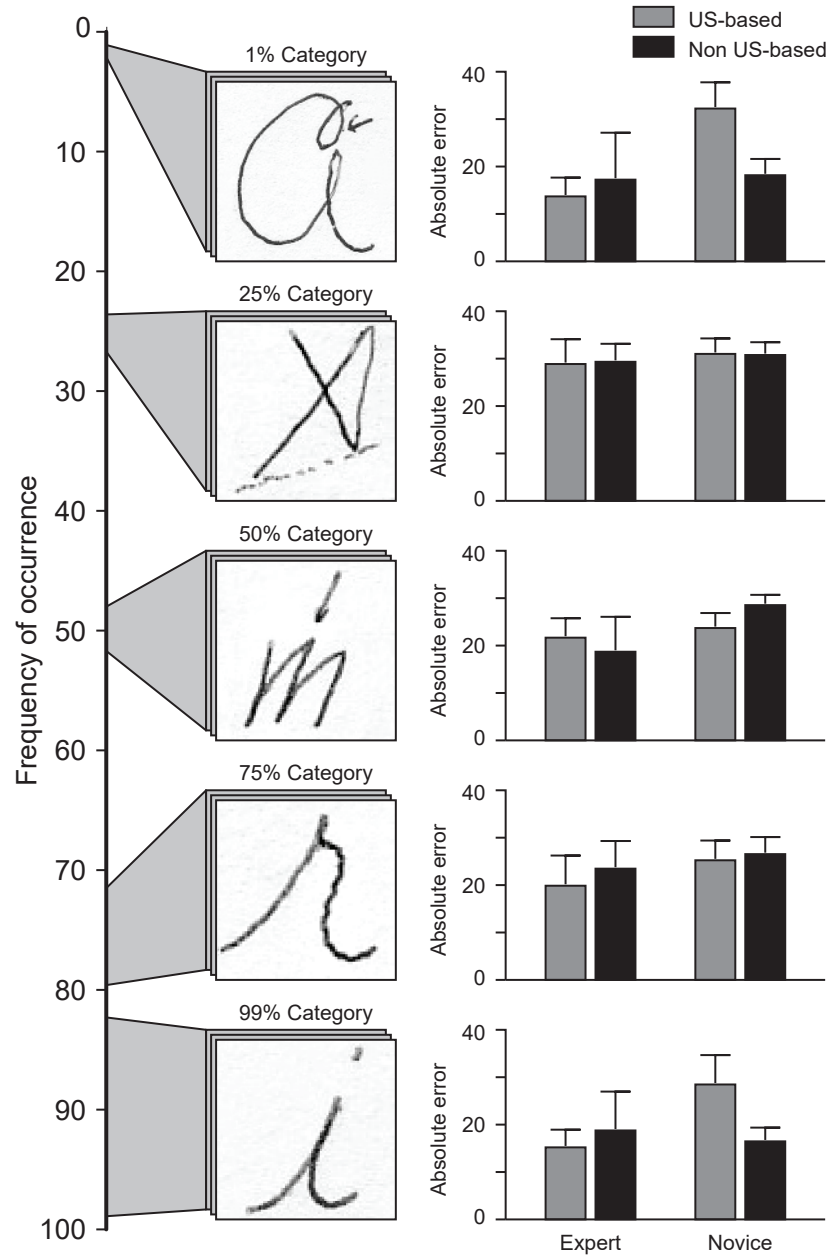 US-based
Non US-based
Frequency of occurrence
0
10
20
30
40
50
60
70
80
90
100
1% Category
a
Absolute error
40
20
0
25% Category
Absolute error
40
20
0
50% Category
m
Absolute error
40
20
0
75% Category
r
Absolute error
40
20
0
99% Category
i
Absolute error
40
20
0
Expert Novice